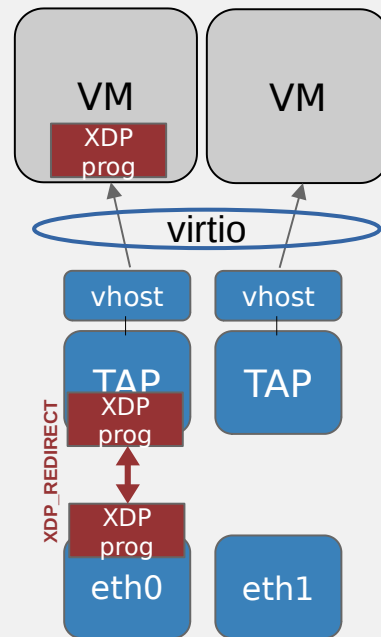 VM
VM
XDP
prog
virtio
vhost
vhost
TAP
TAP
XDP
prog
XDP_REDIRECT
XDP
prog
eth0
eth1